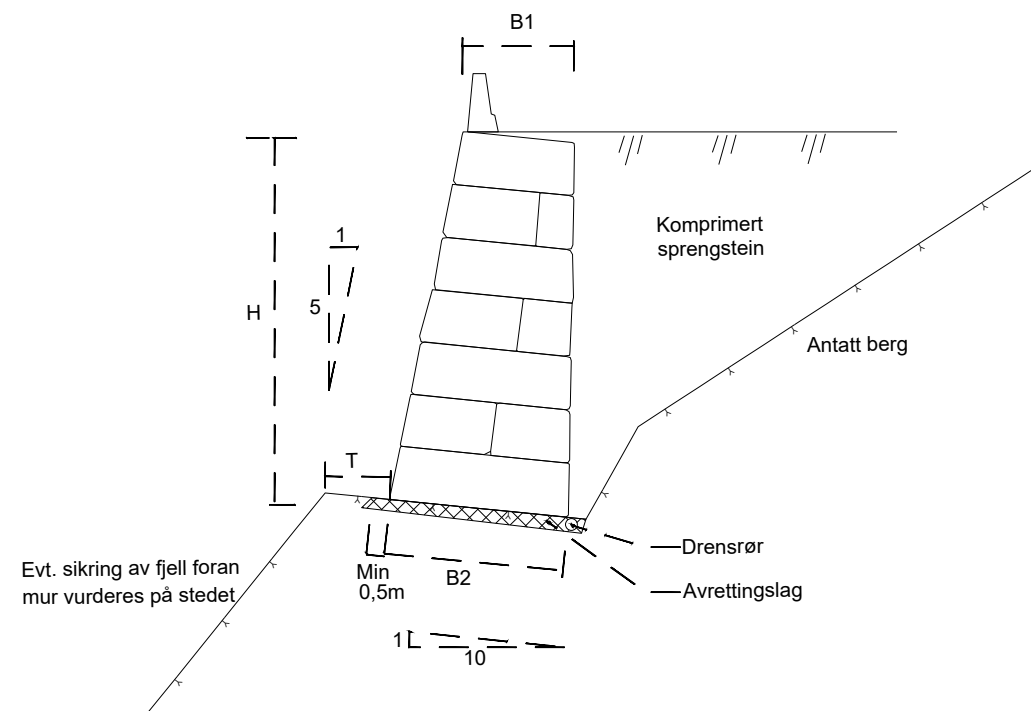 B1
1
Komprimert
sprengstein
H
5
Antatt berg
T
Evt. sikring av fjell foran
mur vurderes på stedet
Min
0,5m
B2
Drensrør
Avrettingslag
1
10